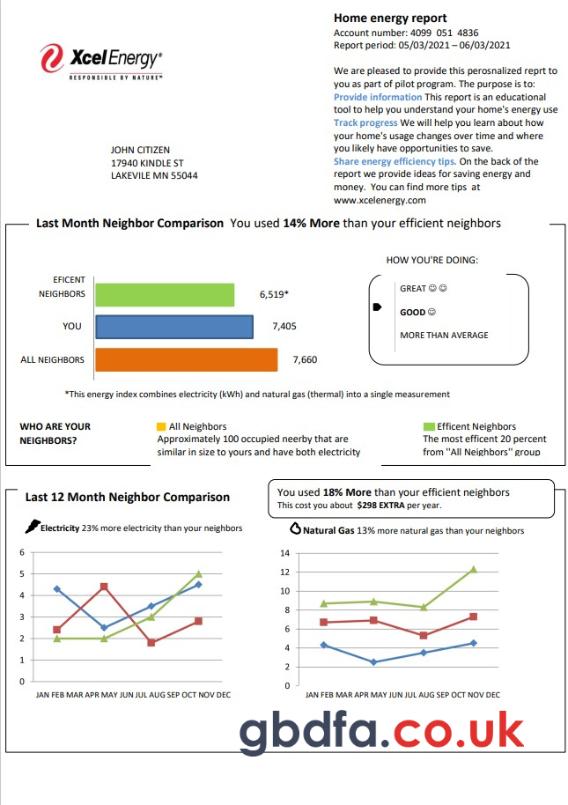 Home energy report
Account number: 4099 051 4836
Report period: 05/03/2021 – 06/03/2021
XcelEnergy®
RESPONSIBLE BY NATURE®
We are pleased to provide this perosnalized reprt to
you as part of pilot program. The purpose is to:
Provide information This report is an educational
tool to help you understand your home's energy use
Track progress We will help you learn about how
your home's usage changes over time and where
you likely have opportunities to save.
Share energy efficiency tips. On the back of the
report we provide ideas for saving energy and
money. You can find more tips at
www.xcelenergy.com
JOHN CITIZEN
17940 KINDLE ST
LAKEVILE MN 55044
Last Month Neighbor Comparison You used 14% More than your efficient neighbors
EFICENT
NEIGHBORS
6,519*
YOU
7,405
ALL NEIGHBORS
7,660
HOW YOU'RE DOING:
GREAT ☺ ☺
GOOD ☺
MORE THAN AVERAGE
*This energy index combines electricity (kWh) and natural gas (thermal) into a single measurement
WHO ARE YOUR
NEIGHBORS?
All Neighbors
Approximately 100 occupied neerby that are
similar in size to yours and have both electricity
Efficent Neighbors
The most efficent 20 percent
from "All Neighbors" group
Last 12 Month Neighbor Comparison
You used 18% More than your efficient neighbors
This cost you about $298 EXTRA per year.
Electricity 23% more electricity than your neighbors
6
5
4
3
2
1
0
JAN FEB MAR APR MAY JUN JUL AUG SEP OCT NOV DEC
Natural Gas 13% more natural gas than your neighbors
14
12
10
8
6
4
2
0
JAN FEB MAR APR MAY JUN JUL AUG SEP OCT NOV DEC
gbdfa.co.uk